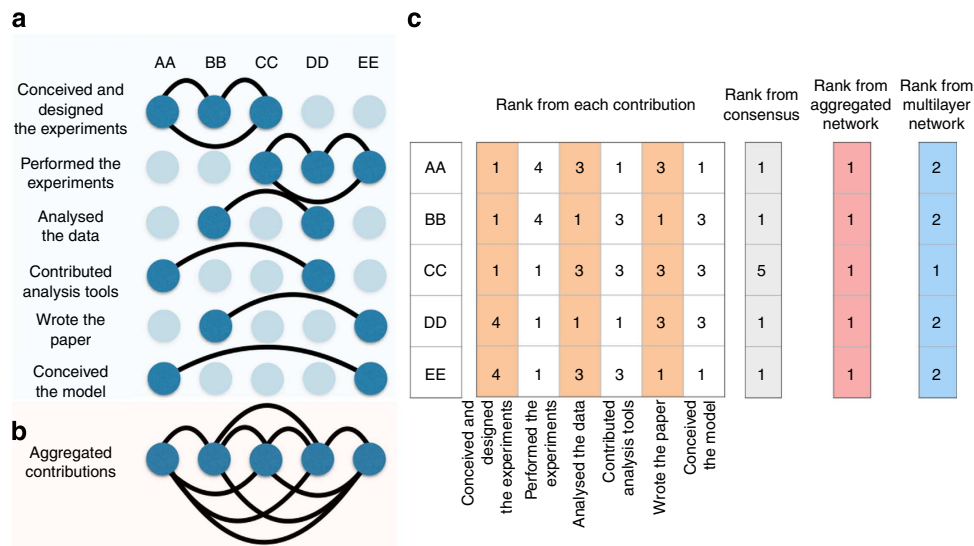 a
AA BB CC DD EE
Conceived and
designed
the experiments
Performed the
experiments
Analysed
the data
Contributed
analysis tools
Wrote the
paper
Conceived
the model
b
Aggregated
contributions
c
Rank from each contribution
Rank from
consensus
Rank from
aggregated
network
Rank from
multilayer
network
AA 1 4 3 1 3 1 1 1 2
BB 1 4 1 3 1 3 1 1 2
CC 1 1 3 3 3 3 5 1 1
DD 4 1 1 1 3 3 1 1 2
EE 4 1 3 3 1 1 1 1 2
Conceived and
designed
the experiments
Performed the
experiments
Analysed the data
Contributed
analysis tools
Wrote the paper
Conceived
the model